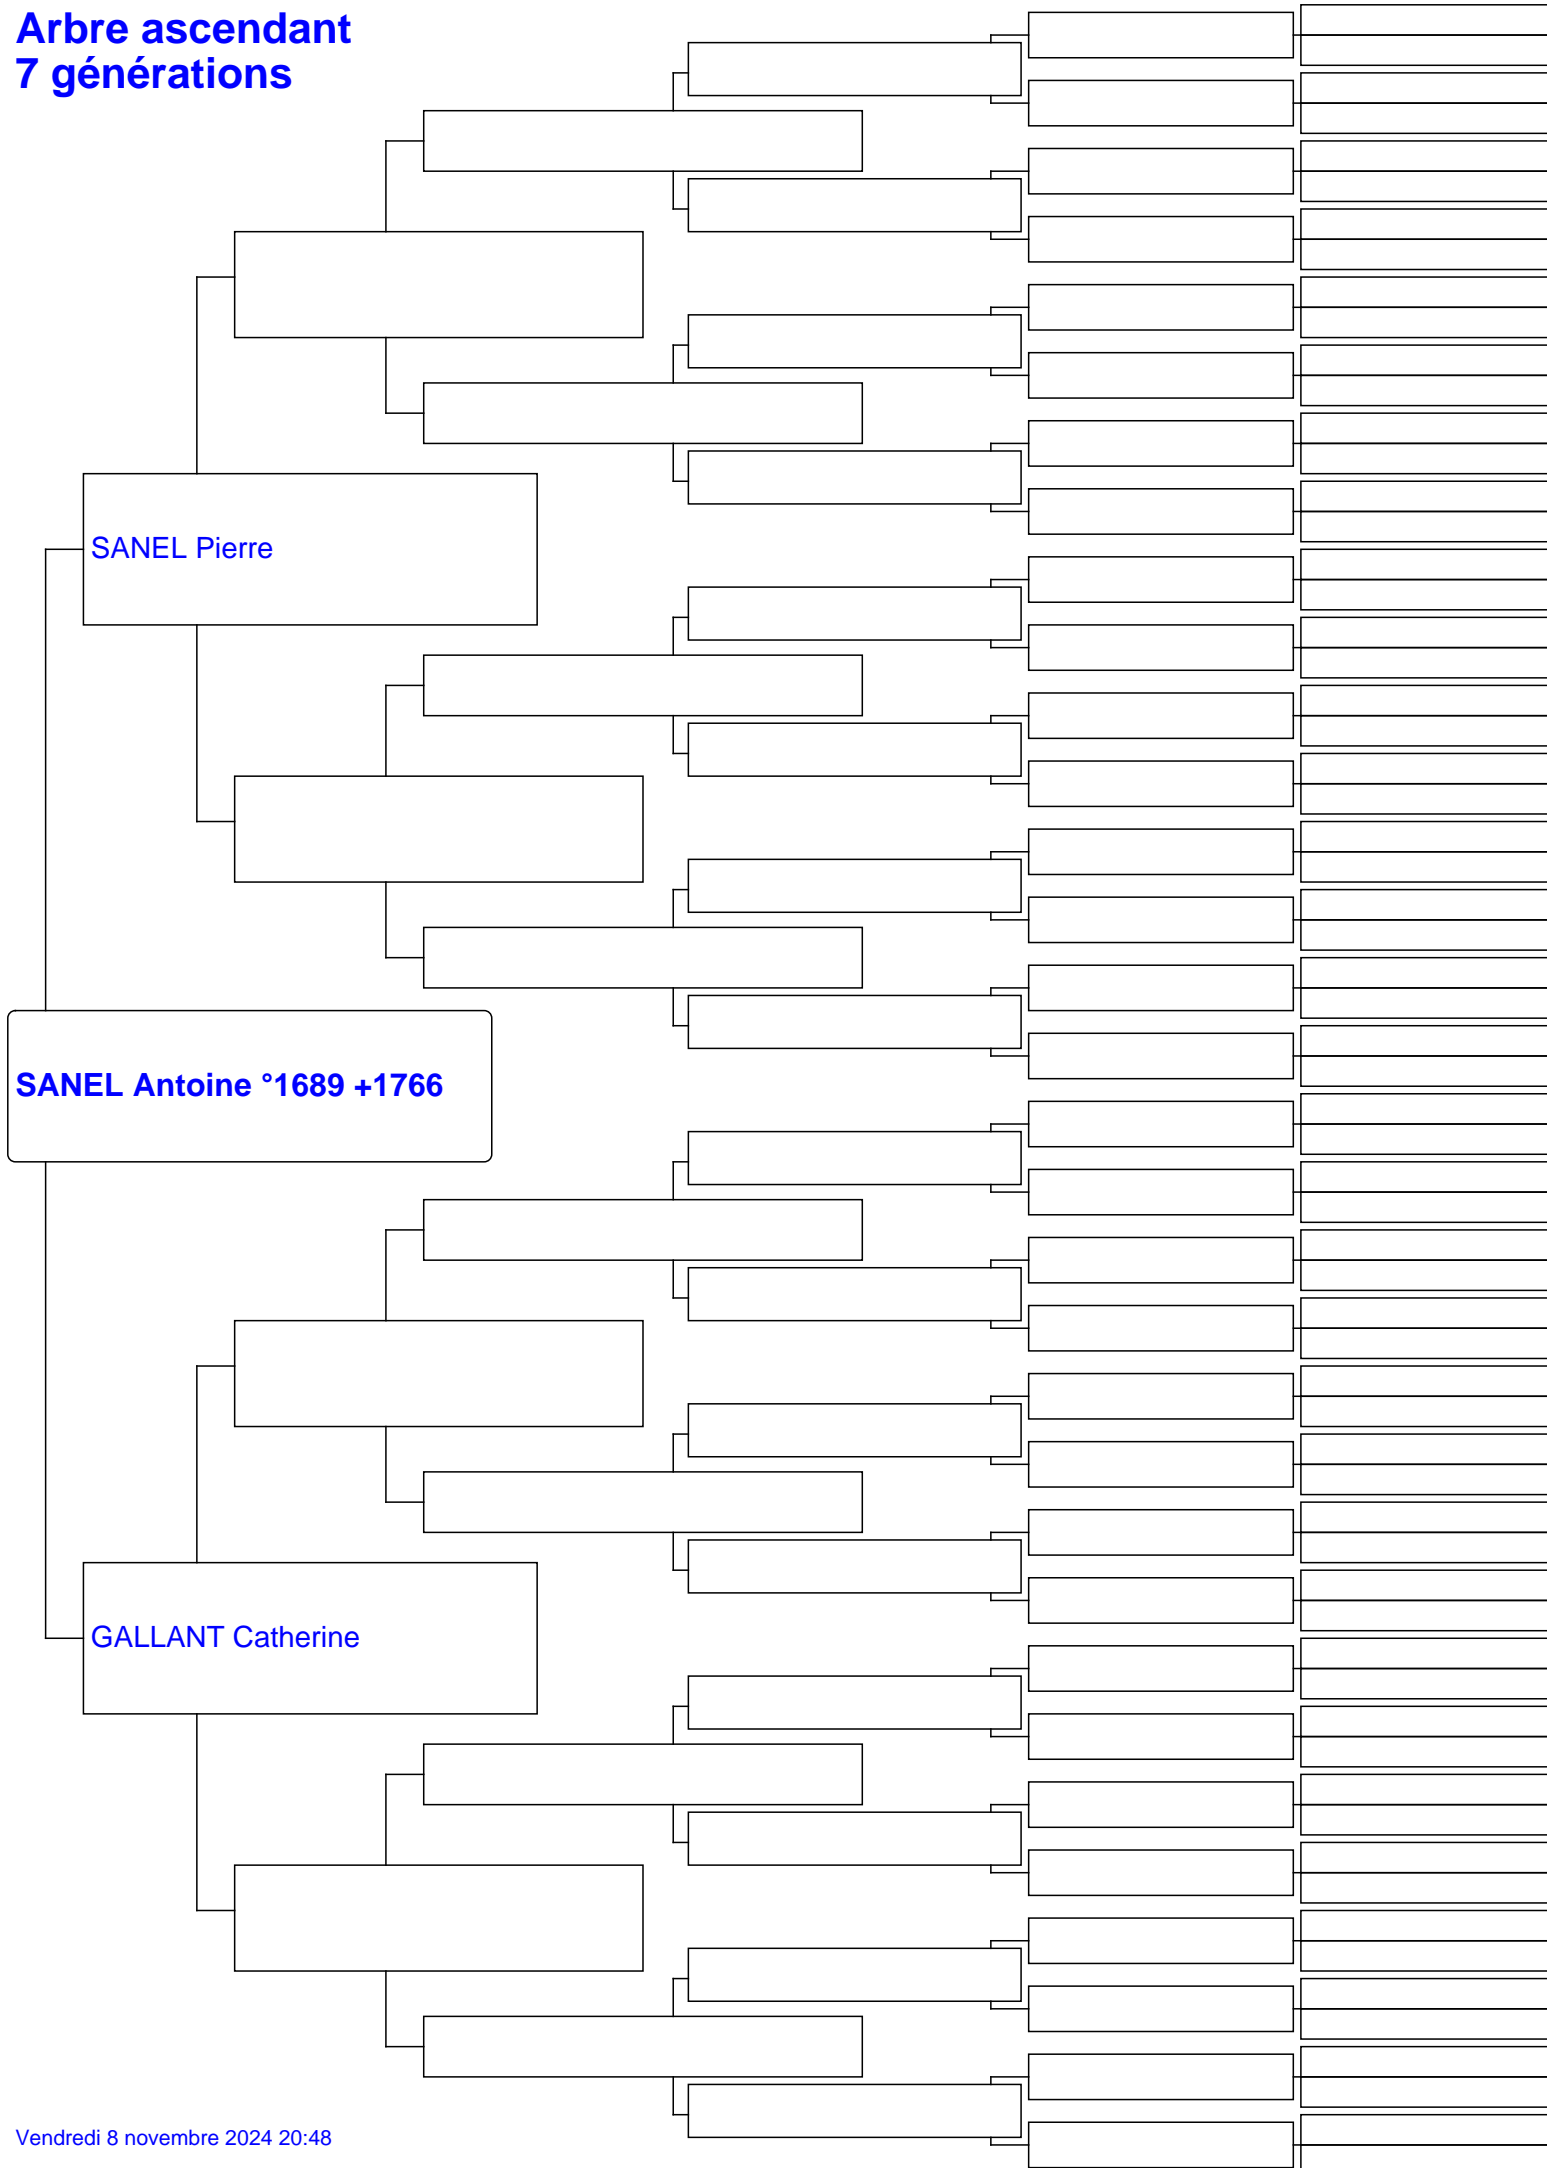 Arbre ascendant
7 générations
SANEL Pierre
SANEL Antoine °1689 +1766
GALLANT Catherine
Vendredi 8 novembre 2024 20:48